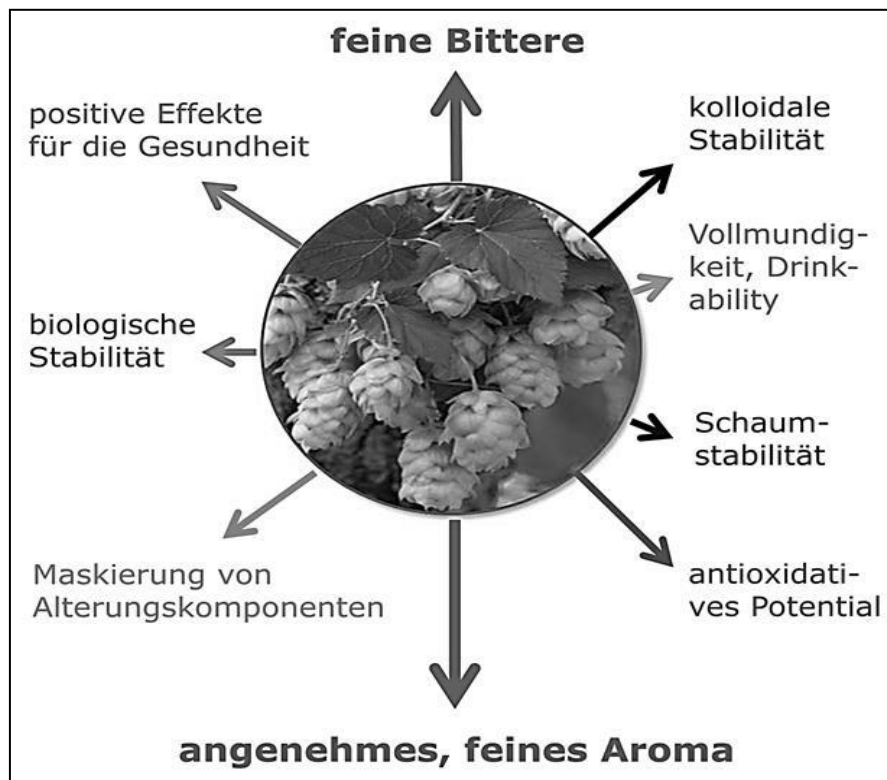 feine Bittere
positive Effekte
für die Gesundheit
kolloidale
Stabilität
Vollmundig-
keit, Drink-
ability
biologische
Stabilität
Schaum-
stabilität
Maskierung von
Alterungskomponenten
antioxidati-
ves Potential
angenehmes, feines Aroma